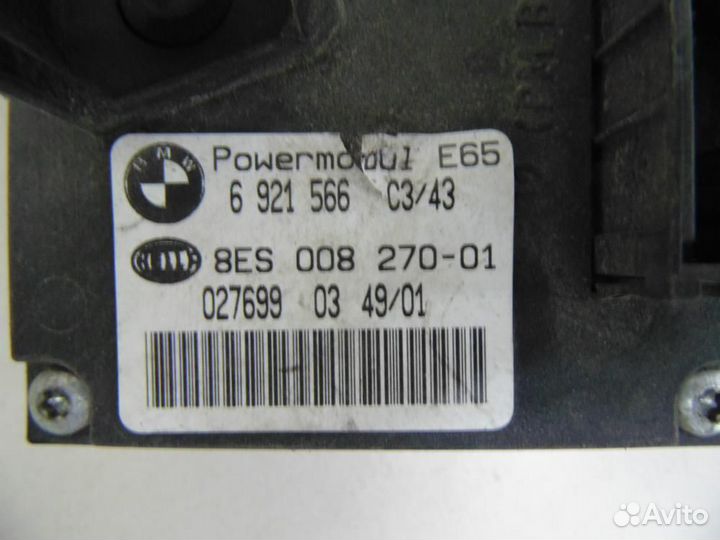 BMW
Powermodul E65
6 921 566 C3/43
8ES 008 270-01
027699 03 49/01
Avito